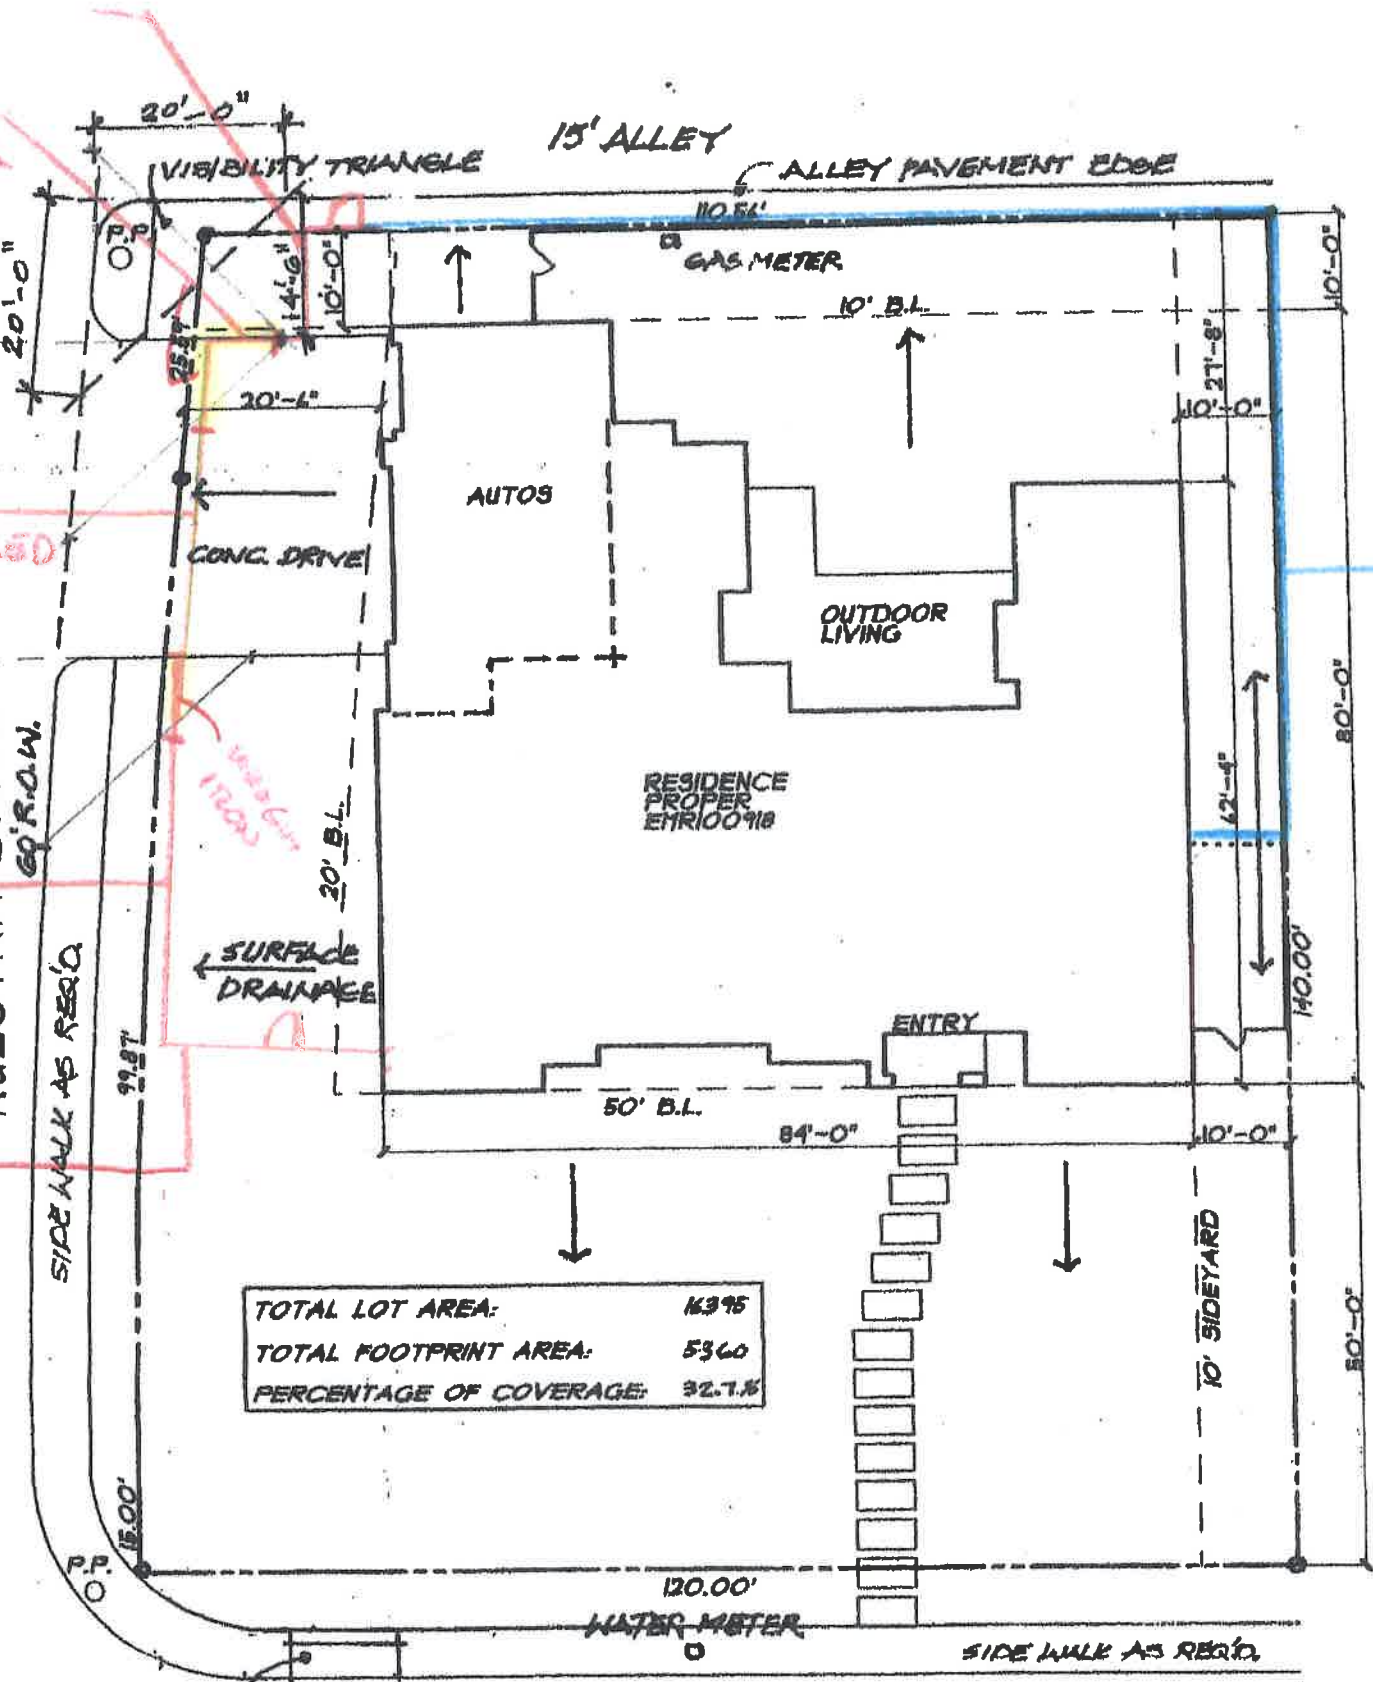 20'-0"
15' ALLEY
VISIBILITY TRIANGLE
ALLEY PAVEMENT EDGE
110.56'
P.P.
20'-0"
14'-6"
10'-0"
GAS METER
10' B.L.
10'-0"
27'-8"
25.59'
20'-6"
10'-0"
AUTOS
CONC. DRIVE
OUTDOOR
LIVING
80'-0"
60' R.O.W.
RESIDENCE
PROPER
EMR100918
62'-4"
20' B.L.
SURFACE
DRAINAGE
SIDE WALK AS REQ'D.
140.00'
ENTRY
99.87'
50' B.L.
84'-0"
10'-0"
10' SIDEYARD
TOTAL LOT AREA: 16395
TOTAL FOOTPRINT AREA: 5360
PERCENTAGE OF COVERAGE: 32.7%
50'-0"
15.00'
P.P.
120.00'
WATER METER
SIDE WALK AS REQ'D.